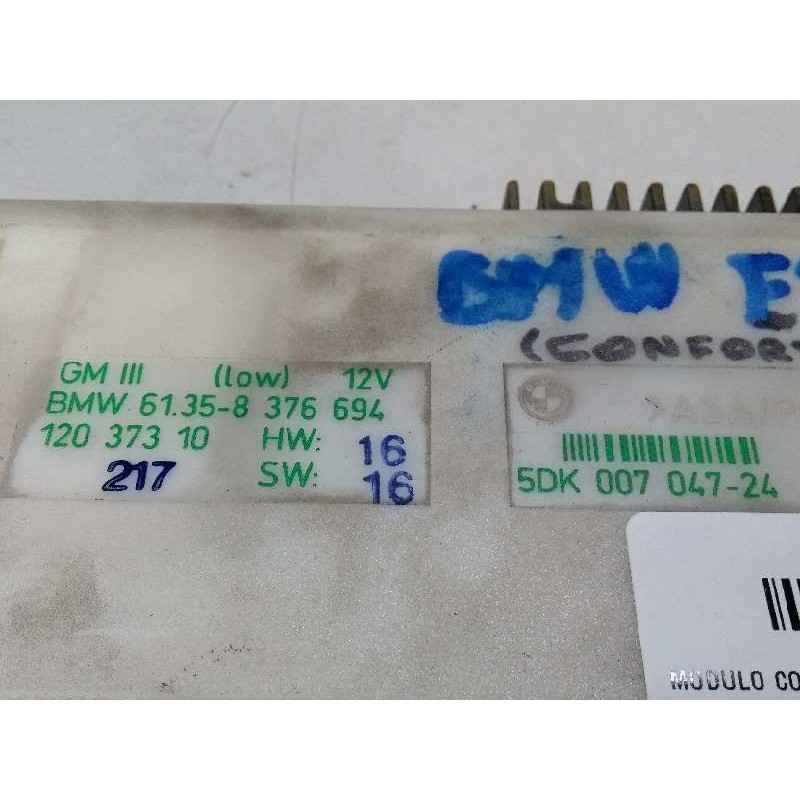 BMW
(CONFORT
GM III (low) 12V
BMW 61.35-8 376 694
120 373 10 HW: 16
217 SW: 16
5DK 007 047-24
MODULO CO